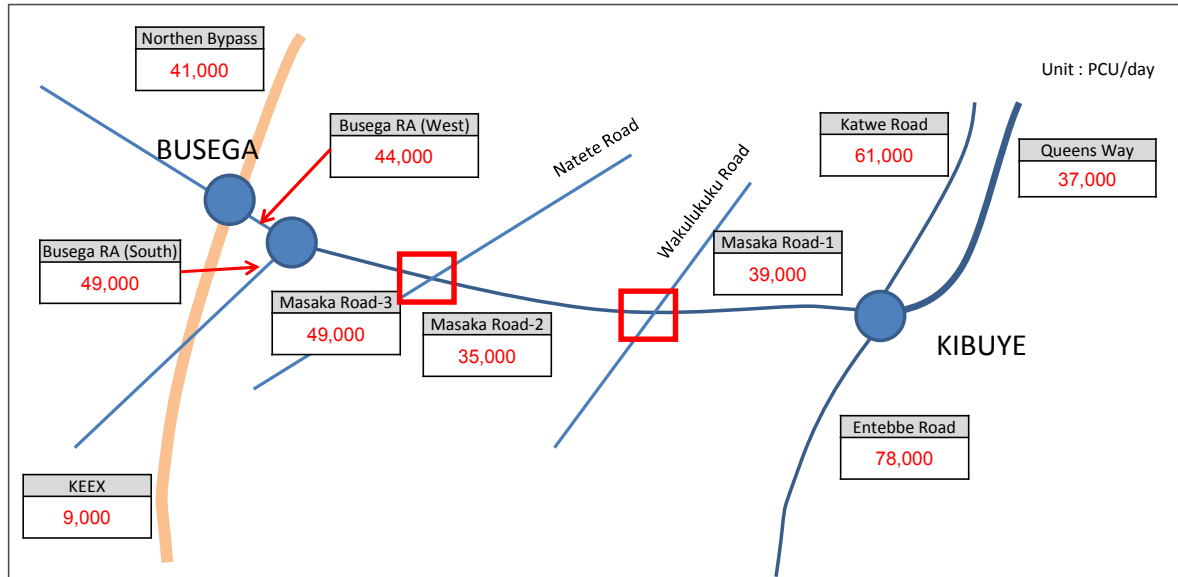 Northen Bypass
41,000
Unit : PCU/day
BUSEGA
Busega RA (West)
44,000
Natete Road
Katwe Road
61,000
Queens Way
37,000
Wakulukuku Road
Busega RA (South)
49,000
Masaka Road-1
39,000
Masaka Road-3
49,000
Masaka Road-2
35,000
KIBUYE
Entebbe Road
78,000
KEEX
9,000